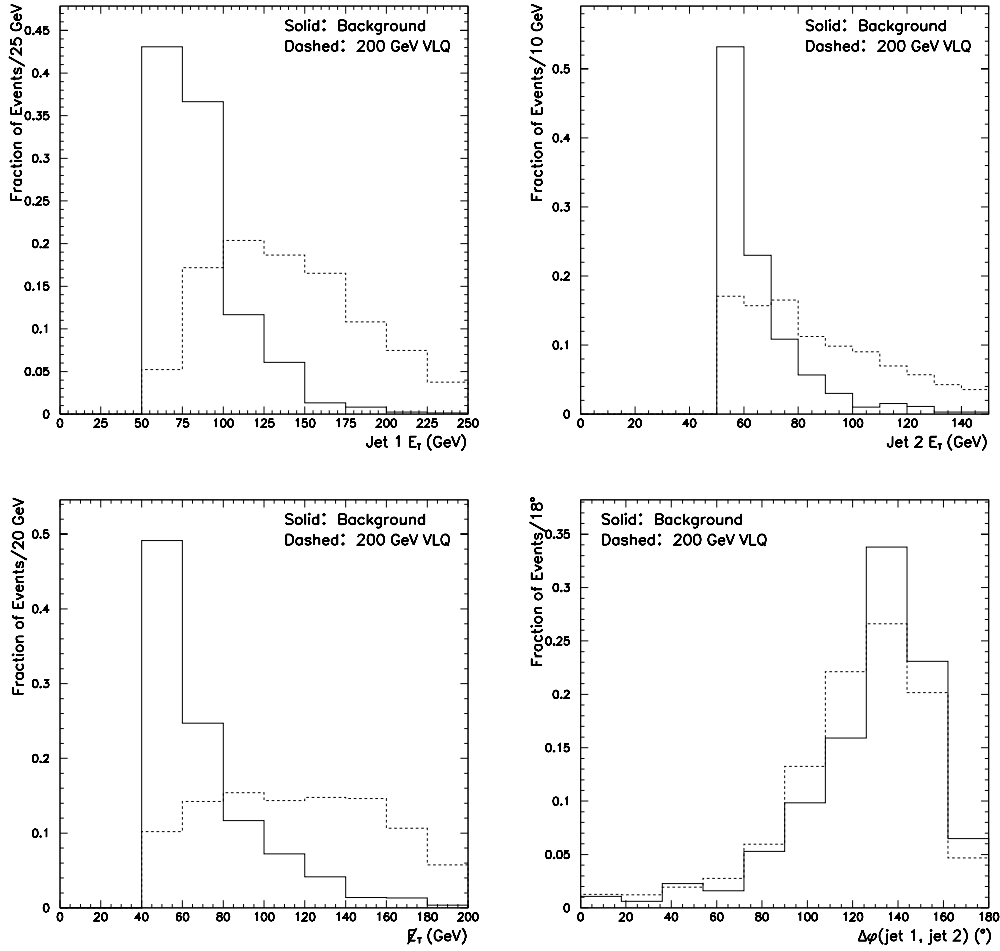 Fraction of Events/25 GeV
Solid: Background
Dashed: 200 GeV VLQ
0.45
0.4
0.35
0.3
0.25
0.2
0.15
0.1
0.05
0
0 25 50 75 100 125 150 175 200 225 250
Jet 1 E_T (GeV)
Fraction of Events/10 GeV
Solid: Background
Dashed: 200 GeV VLQ
0.5
0.4
0.3
0.2
0.1
0
0 20 40 60 80 100 120 140
Jet 2 E_T (GeV)
Fraction of Events/20 GeV
Solid: Background
Dashed: 200 GeV VLQ
0.5
0.4
0.3
0.2
0.1
0
0 20 40 60 80 100 120 140 160 180 200
E̸_T (GeV)
Fraction of Events/18°
Solid: Background
Dashed: 200 GeV VLQ
0.35
0.3
0.25
0.2
0.15
0.1
0.05
0
0 20 40 60 80 100 120 140 160 180
Δφ(jet 1, jet 2) (°)